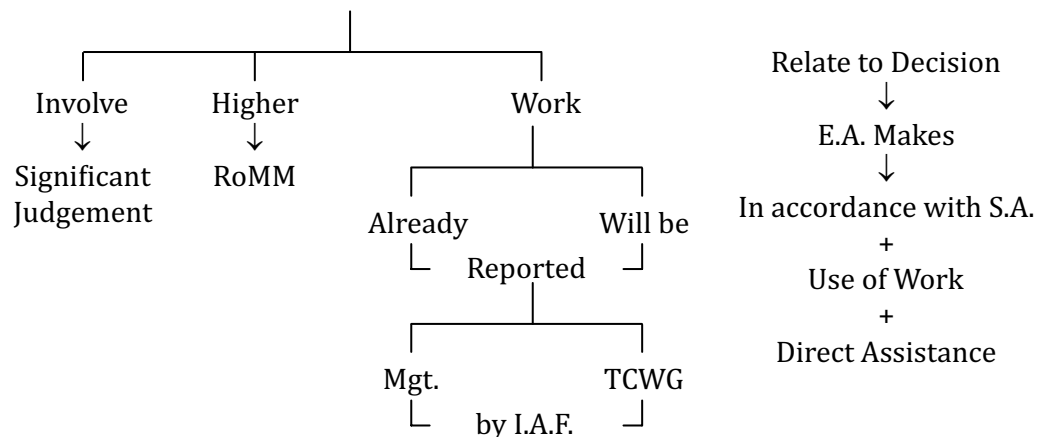 Involve
Significant
Judgement
Higher
RoMM
Work
Already
Will be
Reported
Mgt.
TCWG
by I.A.F.
Relate to Decision
E.A. Makes
In accordance with S.A.
+
Use of Work
+
Direct Assistance